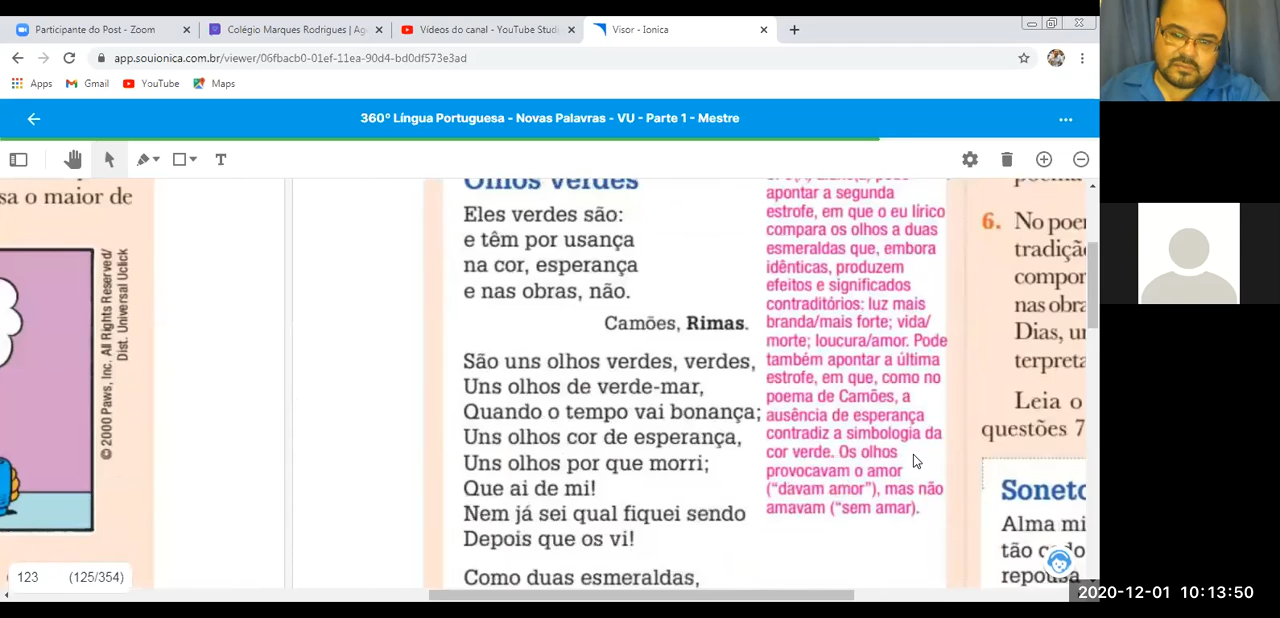 Participante do Post - Zoom
Colégio Marques Rodrigues | Ag
Vídeos do canal - YouTube Studi
Visor - Ionica
app.souionica.com.br/viewer/06fbacb0-01ef-11ea-90d4-bd0df573e3ad
Apps
Gmail
YouTube
Maps
360º Língua Portuguesa - Novas Palavras - VU - Parte 1 - Mestre
T
sa o maior de
© 2000 Paws, Inc. All Rights Reserved/
Dist. Universal Uclick
Olhos verdes
Eles verdes são:
e têm por usança
na cor, esperança
e nas obras, não.
Camões, Rimas.
São uns olhos verdes, verdes,
Uns olhos de verde-mar,
Quando o tempo vai bonança;
Uns olhos cor de esperança,
Uns olhos por que morri;
Que ai de mi!
Nem já sei qual fiquei sendo
Depois que os vi!
Como duas esmeraldas,
apontar a segunda
estrofe, em que o eu lírico
compara os olhos a duas
esmeraldas que, embora
idênticas, produzem
efeitos e significados
contraditórios: luz mais
branda/mais forte; vida/
morte; loucura/amor. Pode
também apontar a última
estrofe, em que, como no
poema de Camões, a
ausência de esperança
contradiz a simbologia da
cor verde. Os olhos
provocavam o amor
("davam amor"), mas não
amavam ("sem amar).
poema
6. No poem
tradição
compor
nas obra
Dias, um
terpreta
Leia o
questões 7
Soneto
Alma mi
tão
repousa
123 (125/354)
2020-12-01 10:13:50